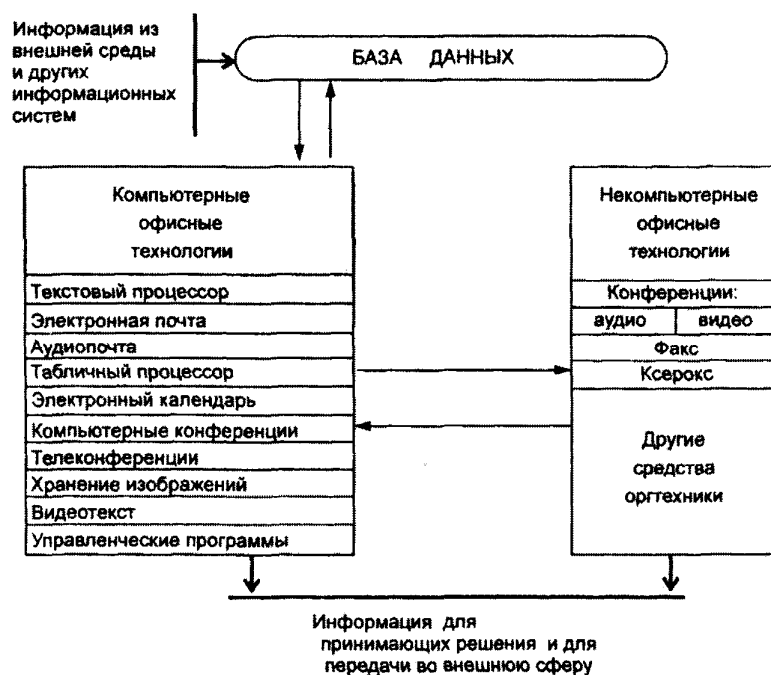 Информация из
внешней среды
и других
информационных
систем
БАЗА ДАННЫХ
Компьютерные
офисные
технологии
Текстовый процессор
Электронная почта
Аудиопочта
Табличный процессор
Электронный календарь
Компьютерные конференции
Телеконференции
Хранение изображений
Видеотекст
Управленческие программы
Некомпьютерные
офисные
технологии
Конференции:
аудио видео
Факс
Ксерокс
Другие
средства
оргтехники
Информация для
принимающих решения и для
передачи во внешнюю сферу